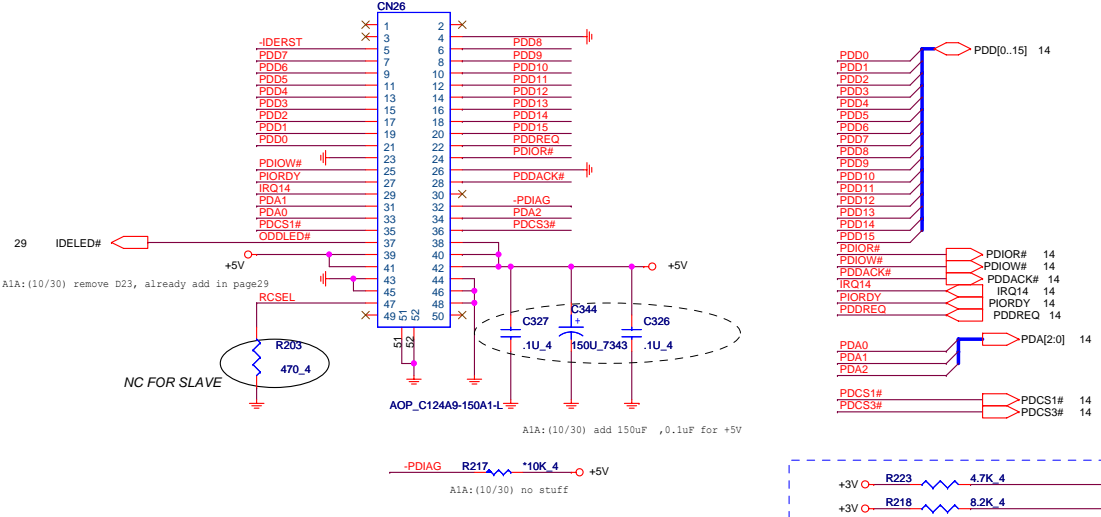 CN26
1 2
3 4
-IDERST 5 6 PDD8
PDD7 7 8 PDD9
PDD6 9 10 PDD10
PDD5 11 12 PDD11
PDD4 13 14 PDD12
PDD3 15 16 PDD13
PDD2 17 18 PDD14
PDD1 19 20 PDD15
PDD0 21 22 PDDREQ
23 24 PDIOR#
PDIOW# 25 26
PIORDY 27 28 PDDACK#
IRQ14 29 30
PDA1 31 32 -PDIAG
PDA0 33 34 PDA2
PDCS1# 35 36 PDCS3#
29 IDELED# ODDLED# 37 38
+5V 39 40
41 42 +5V
43 44
45 46
RCSEL 47 48
49 50
51 52
51 52
A1A:(10/30) remove D23, already add in page29
R203
470_4
NC FOR SLAVE
C327
.1U_4
C344
+
150U_7343
C326
.1U_4
AOP_C124A9-150A1-L
A1A:(10/30) add 150uF ,0.1uF for +5V
-PDIAG R217 *10K_4 +5V
A1A:(10/30) no stuff
PDD[0..15] 14
PDD0
PDD1
PDD2
PDD3
PDD4
PDD5
PDD6
PDD7
PDD8
PDD9
PDD10
PDD11
PDD12
PDD13
PDD14
PDD15
PDIOR# PDIOR# 14
PDIOW# PDIOW# 14
PDDACK# PDDACK# 14
IRQ14 IRQ14 14
PIORDY PIORDY 14
PDDREQ PDDREQ 14
PDA[2:0] 14
PDA0
PDA1
PDA2
PDCS1# PDCS1# 14
PDCS3# PDCS3# 14
+3V R223 4.7K_4
+3V R218 8.2K_4